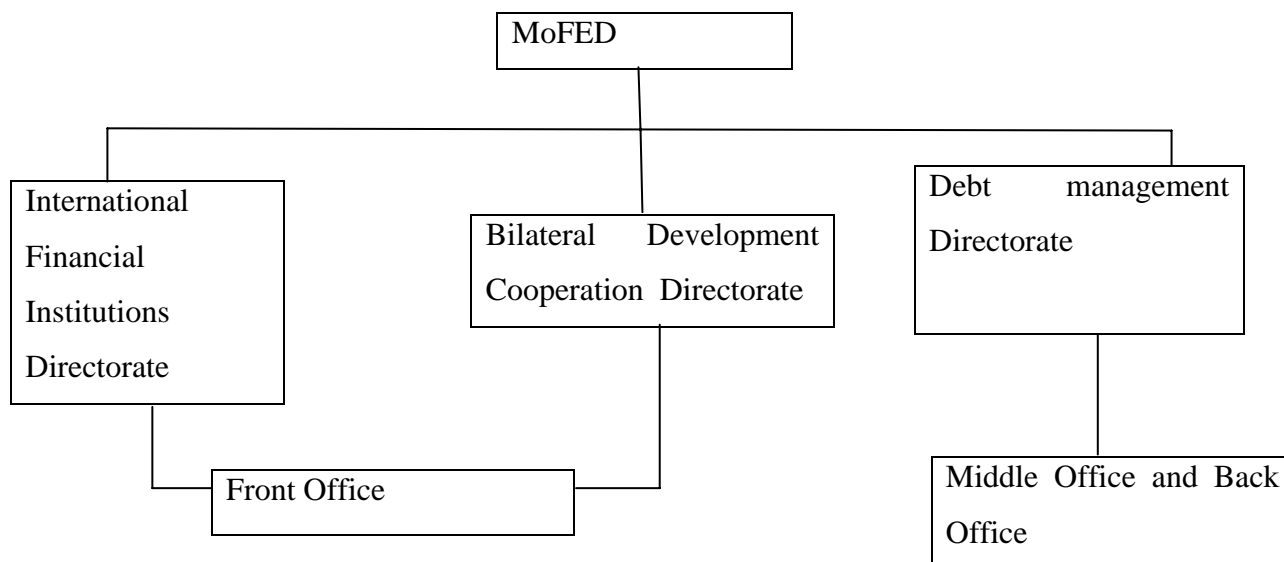 MoFED
International
Financial
Institutions
Directorate
Bilateral Development
Cooperation Directorate
Debt management
Directorate
Front Office
Middle Office and Back
Office